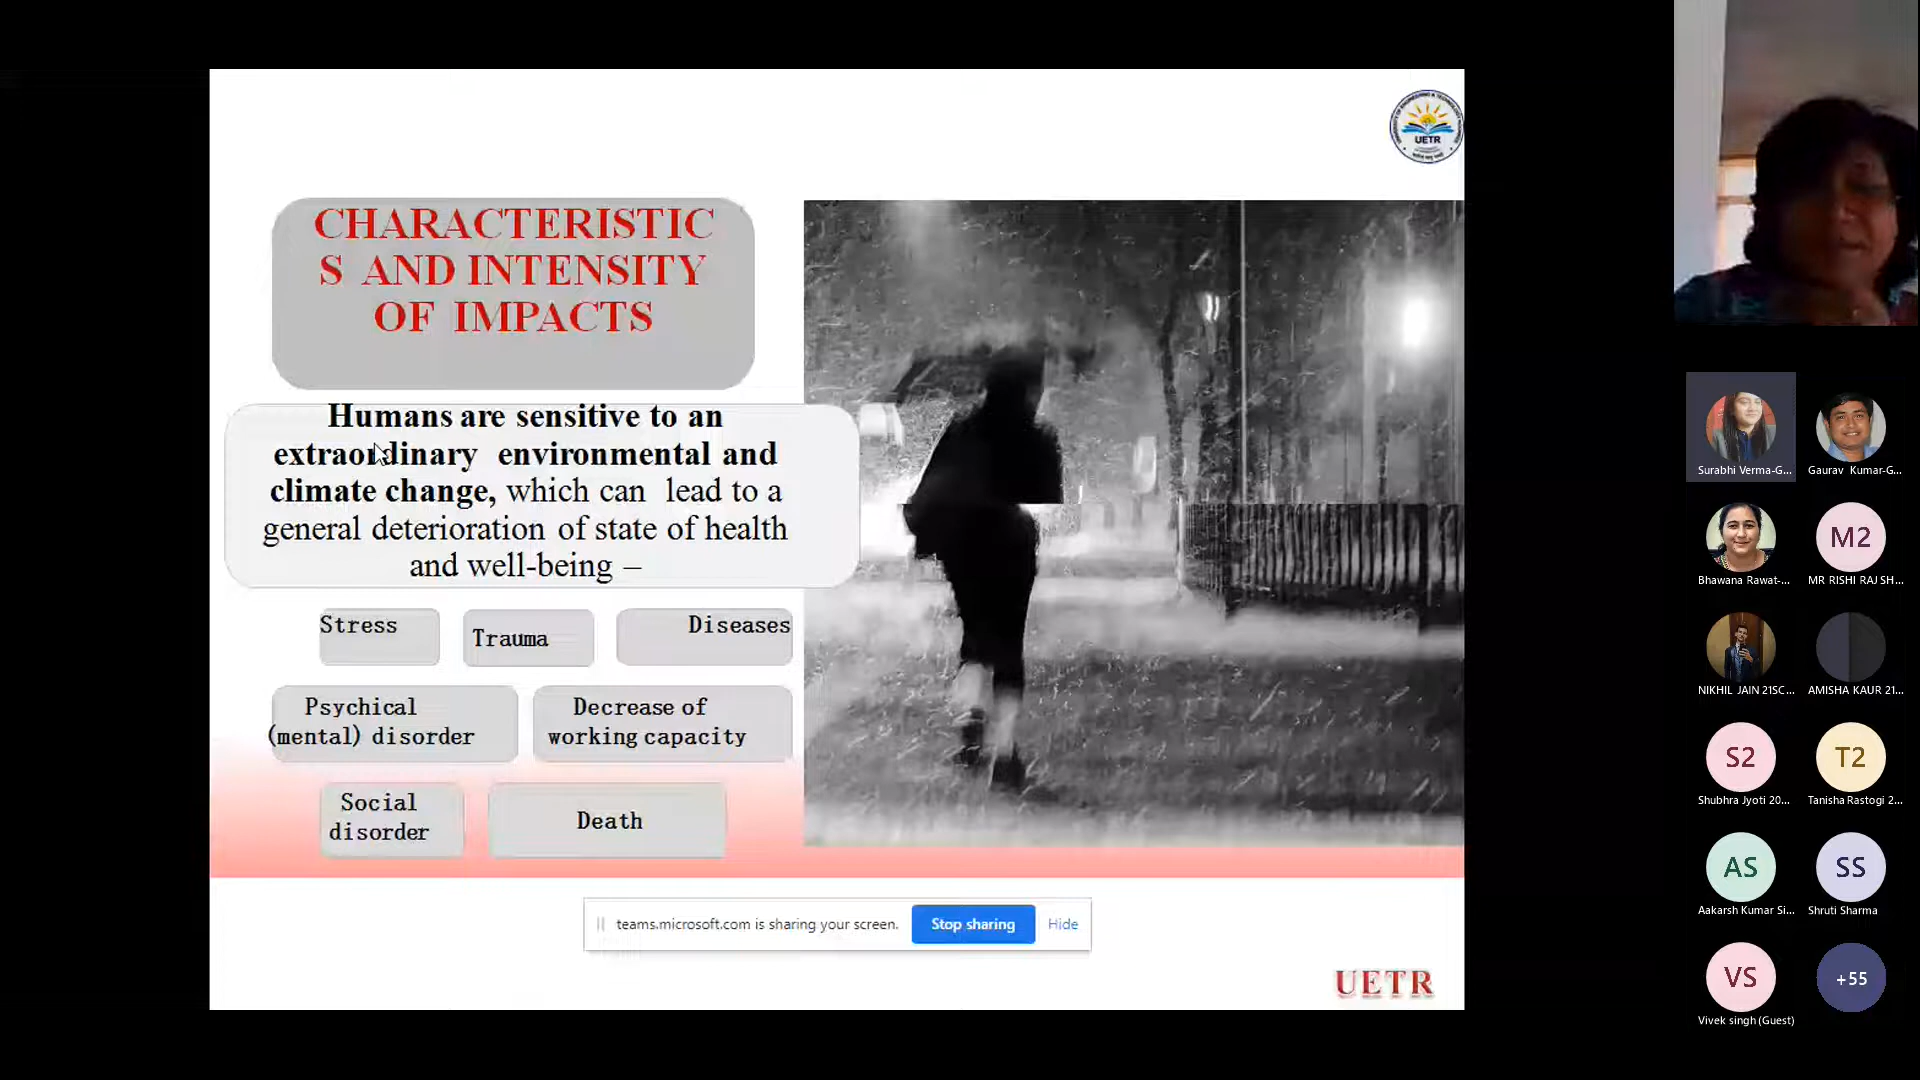 UETR
CHARACTERISTIC
S AND INTENSITY
OF IMPACTS
Humans are sensitive to an
extraordinary environmental and
climate change, which can lead to a
general deterioration of state of health
and well-being –
Stress
Trauma
Diseases
Psychical
(mental) disorder
Decrease of
working capacity
Social
disorder
Death
teams.microsoft.com is sharing your screen.
Stop sharing
Hide
UETR
Surabhi Verma-G...
Gaurav Kumar-G...
Bhawana Rawat-...
M2
MR RISHI RAJ SH...
NIKHIL JAIN 21SC...
AMISHA KAUR 21...
S2
Shubhra Jyoti 20...
T2
Tanisha Rastogi 2...
AS
Aakarsh Kumar Si...
SS
Shruti Sharma
VS
Vivek singh (Guest)
+55